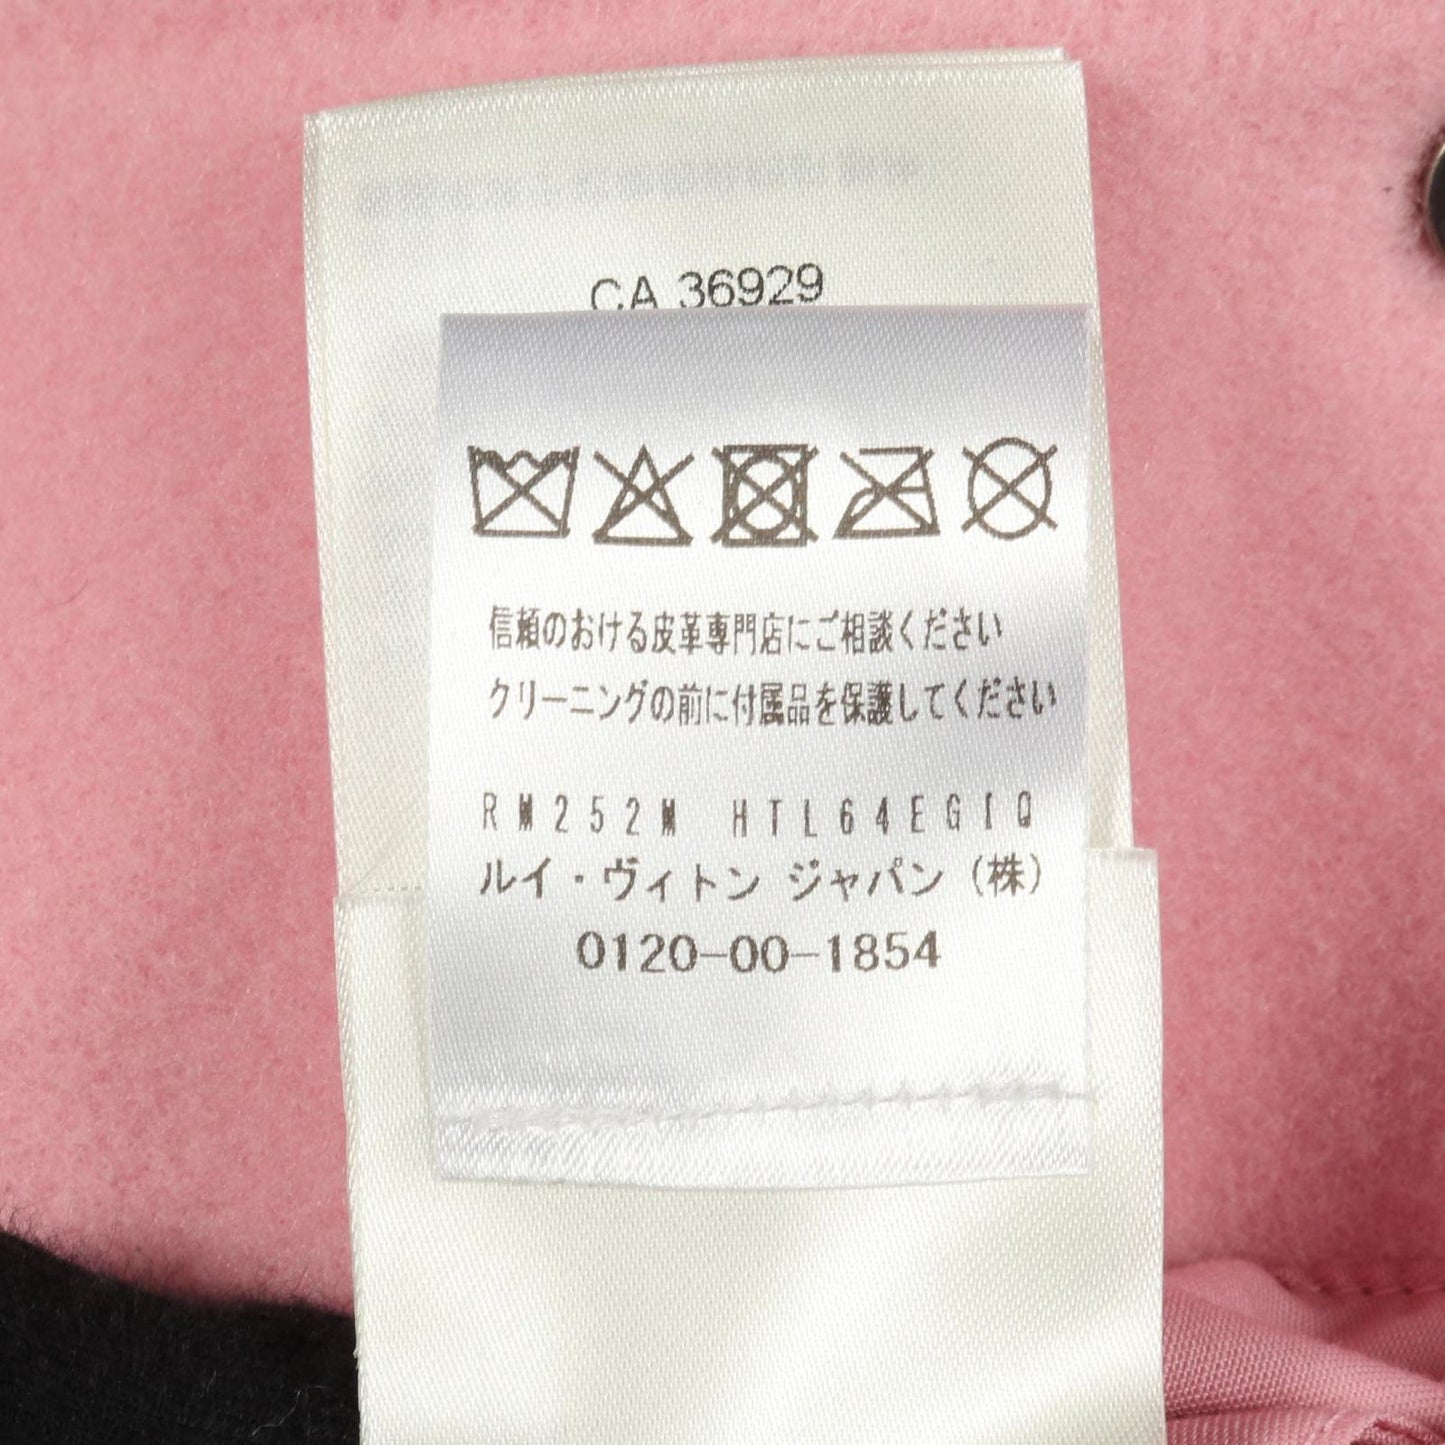 CA 36929
信頼のおける皮革専門店にご相談ください
クリーニングの前に付属品を保護してください
RM252M HTL64EGIQ
ルイ・ヴィトン ジャパン (株)
0120-00-1854